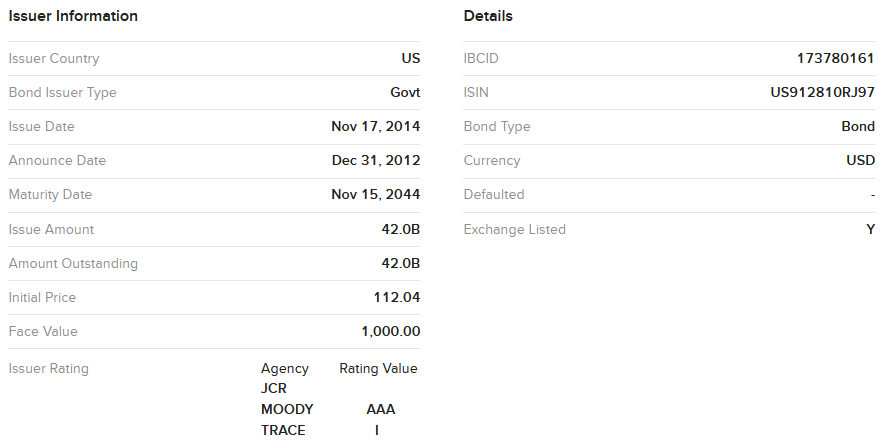 Issuer Information
Issuer Country US
Bond Issuer Type Govt
Issue Date Nov 17, 2014
Announce Date Dec 31, 2012
Maturity Date Nov 15, 2044
Issue Amount 42.0B
Amount Outstanding 42.0B
Initial Price 112.04
Face Value 1,000.00
Issuer Rating Agency Rating Value
JCR
MOODY AAA
TRACE I
Details
IBCID 173780161
ISIN US912810RJ97
Bond Type Bond
Currency USD
Defaulted -
Exchange Listed Y